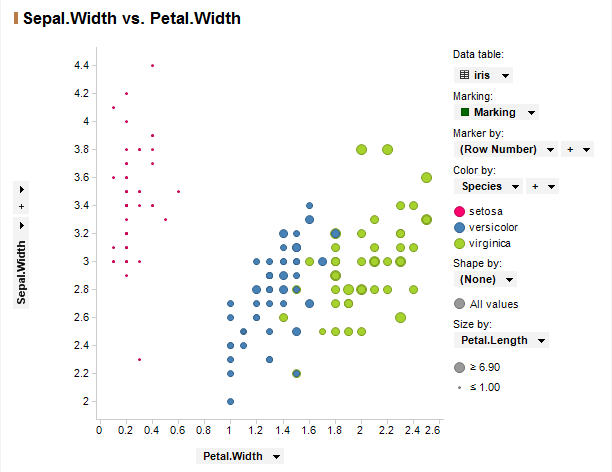 Sepal.Width vs. Petal.Width
Data table:
iris
Marking:
Marking
Marker by:
(Row Number)
+
Color by:
Species
+
setosa
versicolor
virginica
Shape by:
(None)
All values
Size by:
Petal.Length
≥ 6.90
≤ 1.00
+
Sepal.Width
4.4
4.2
4
3.8
3.6
3.4
3.2
3
2.8
2.6
2.4
2.2
2
0 0.2 0.4 0.6 0.8 1 1.2 1.4 1.6 1.8 2 2.2 2.4 2.6
Petal.Width